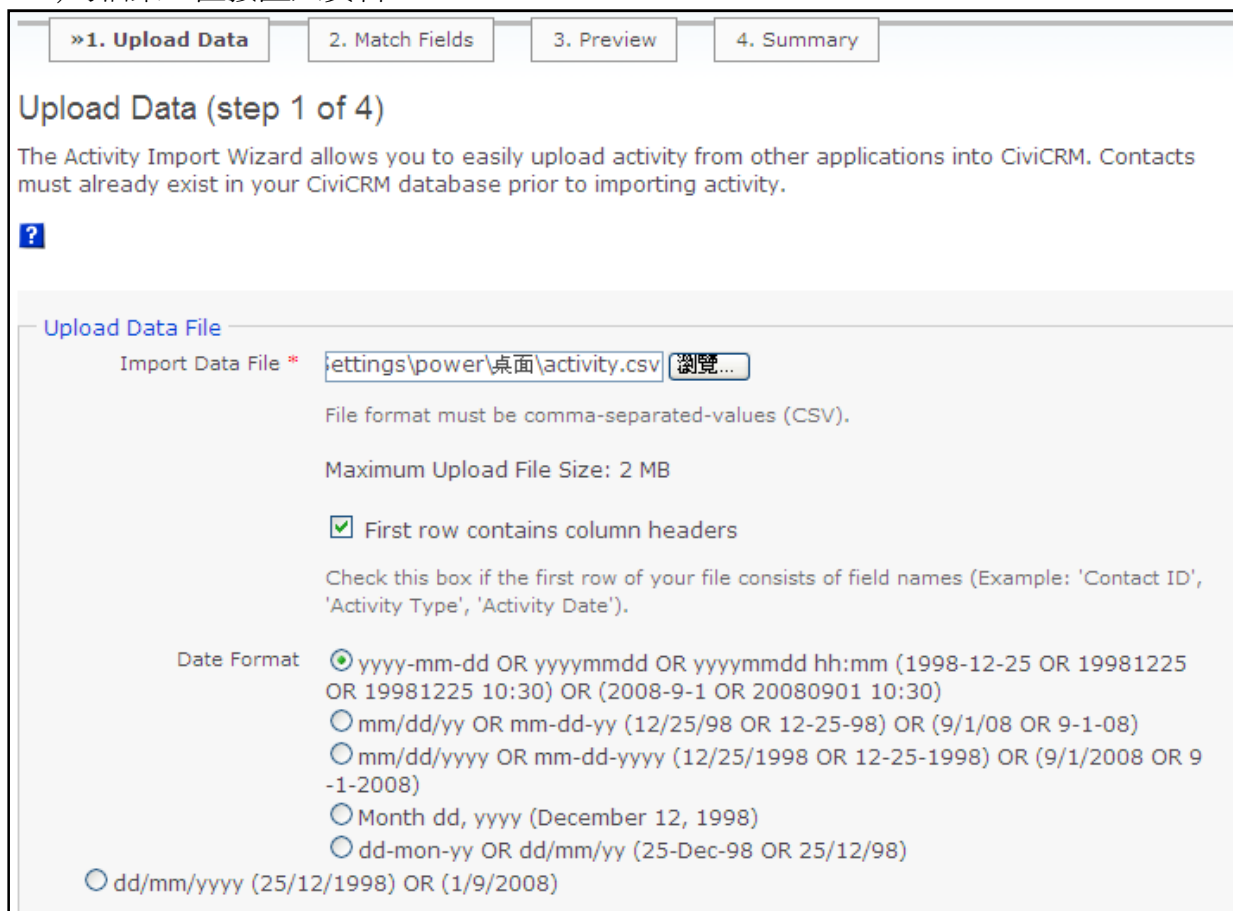 »1. Upload Data 2. Match Fields 3. Preview 4. Summary
Upload Data (step 1 of 4)
The Activity Import Wizard allows you to easily upload activity from other applications into CiviCRM. Contacts
must already exist in your CiviCRM database prior to importing activity.
?
Upload Data File
Import Data File * ettings\power\桌面\activity.csv 瀏覽...
File format must be comma-separated-values (CSV).
Maximum Upload File Size: 2 MB
First row contains column headers
Check this box if the first row of your file consists of field names (Example: 'Contact ID',
'Activity Type', 'Activity Date').
Date Format yyyy-mm-dd OR yyyymmdd OR yyyymmdd hh:mm (1998-12-25 OR 19981225
OR 19981225 10:30) OR (2008-9-1 OR 20080901 10:30)
mm/dd/yy OR mm-dd-yy (12/25/98 OR 12-25-98) OR (9/1/08 OR 9-1-08)
mm/dd/yyyy OR mm-dd-yyyy (12/25/1998 OR 12-25-1998) OR (9/1/2008 OR 9
-1-2008)
Month dd, yyyy (December 12, 1998)
dd-mon-yy OR dd/mm/yy (25-Dec-98 OR 25/12/98)
dd/mm/yyyy (25/12/1998) OR (1/9/2008)